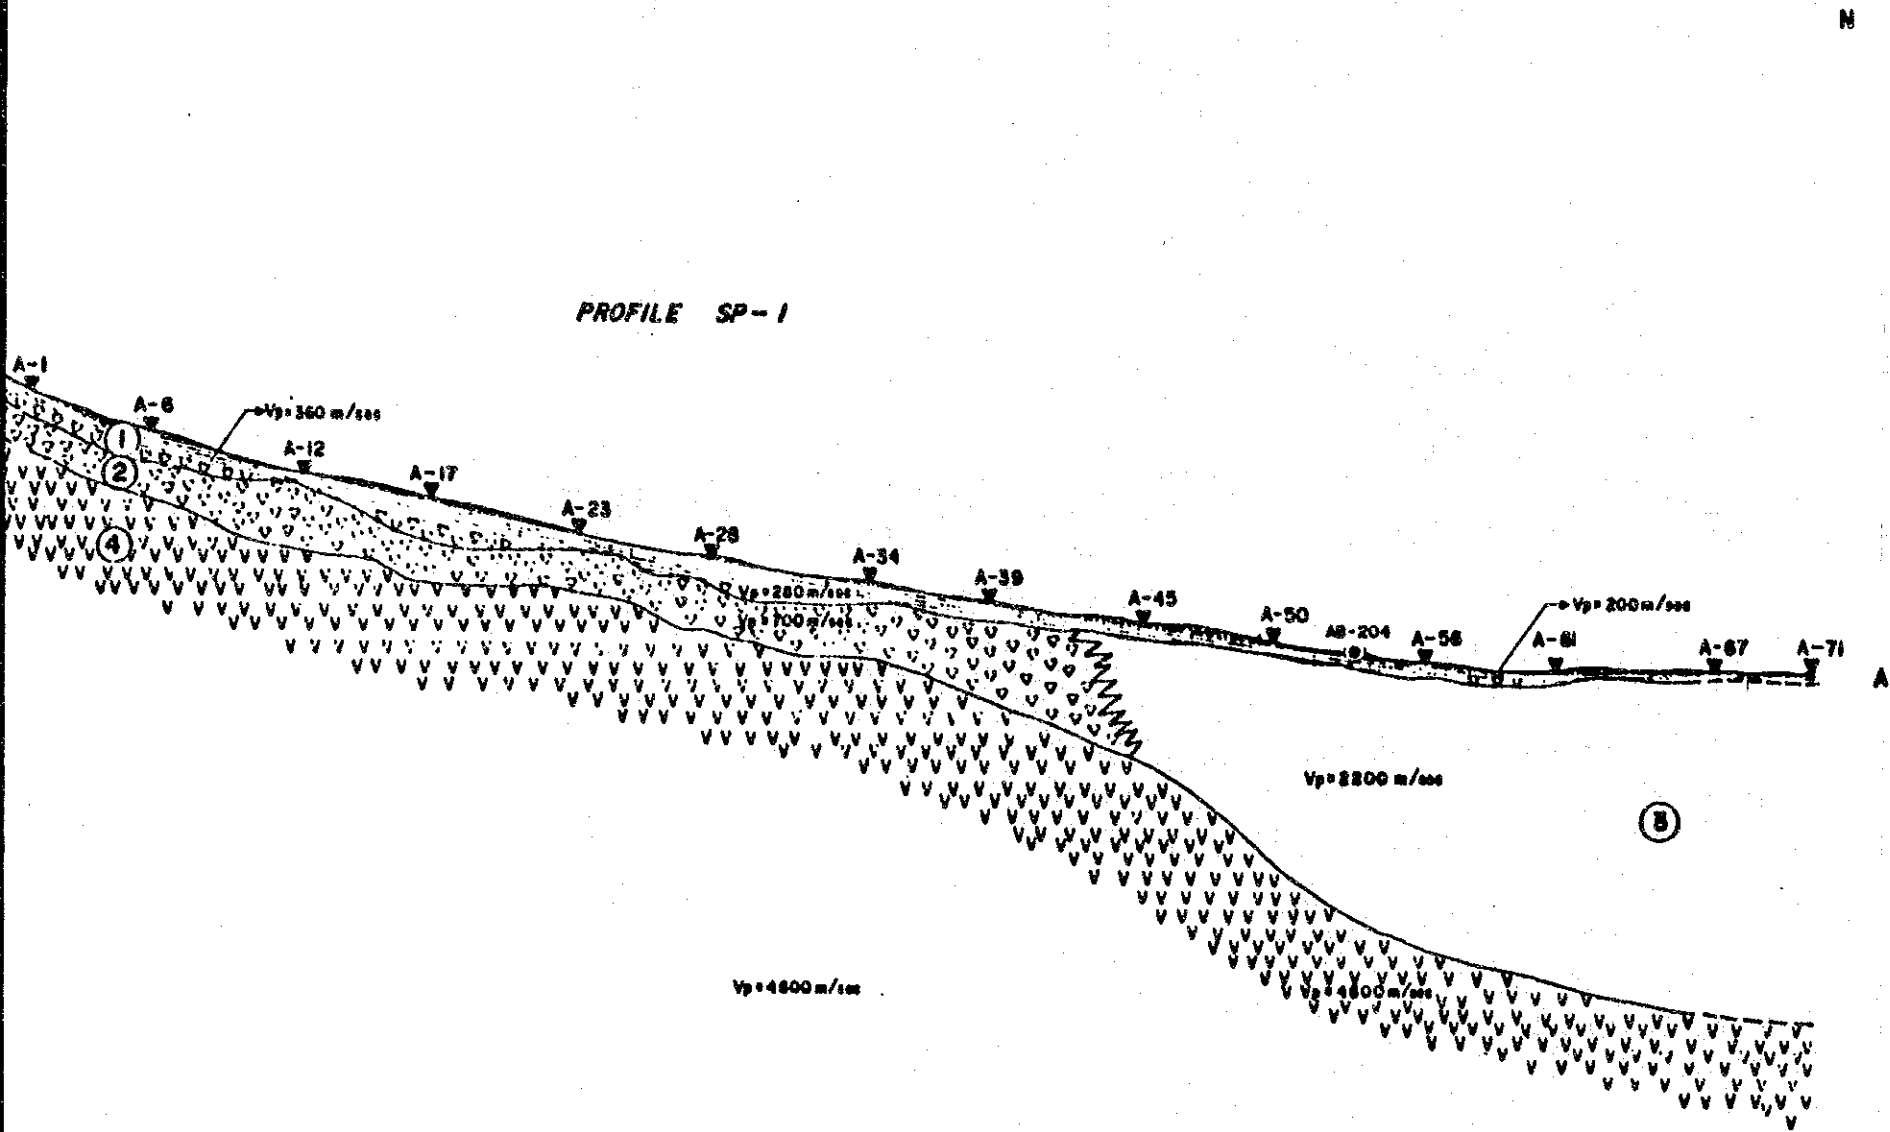 N
PROFILE SP-1
A-1
A-6
Vp=360 m/sec
A-12
1
2
A-17
A-23
4
A-28
A-34
A-39
Vp=280 m/sec
Vp=700 m/sec
A-45
A-50
AB-204
A-56
Vp=200 m/sec
A-61
A-67
A-71
A
Vp=2200 m/sec
Vp=4600 m/sec
Vp=4600 m/sec